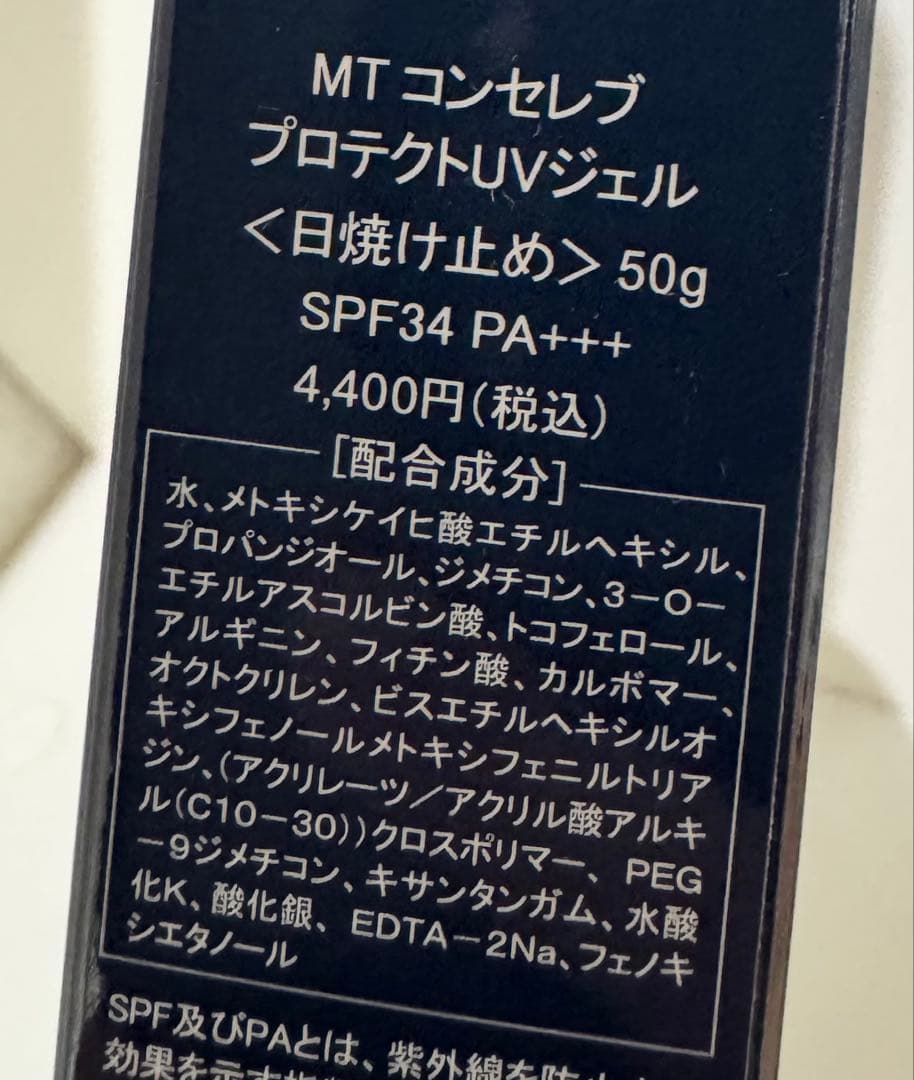 MT コンセレブ
プロテクトUVジェル
＜日焼け止め＞ 50g
SPF34 PA+++
4,400円(税込)
[配合成分]
水、メトキシケイヒ酸エチルヘキシル、
プロパンジオール、ジメチコン、3－O－
エチルアスコルビン酸、トコフェロール、
アルギニン、フィチン酸、カルボマー、
オクトクリレン、ビスエチルヘキシルオ
キシフェノールメトキシフェニルトリア
ジン、(アクリレーツ／アクリル酸アルキ
ル(C10－30))クロスポリマー、PEG
－9ジメチコン、キサンタンガム、水酸
化K、酸化銀、EDTA－2Na、フェノキ
シエタノール
SPF及びPAとは、紫外線を防止
効果を示す指